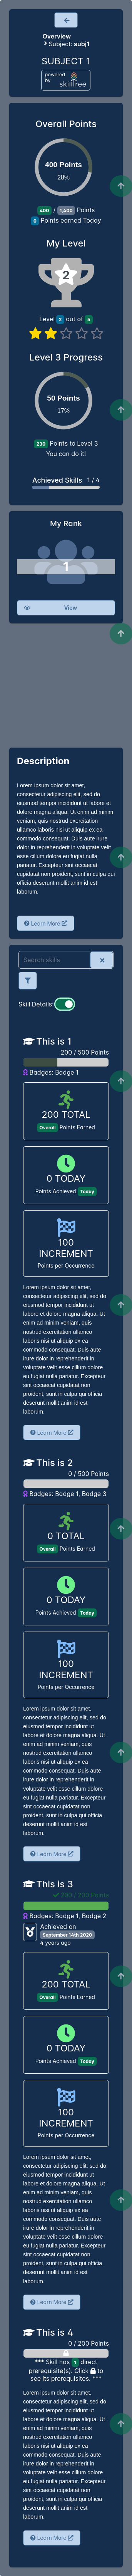 Overview
Subject: subj1
SUBJECT 1
powered
by
skilltree
Overall Points
400 Points
28%
400 / 1,400 Points
0 Points earned Today
My Level
2
Level 2 out of 5
Level 3 Progress
50 Points
17%
230 Points to Level 3
You can do it!
Achieved Skills 1 / 4
My Rank
1
View
Description
Lorem ipsum dolor sit amet,
consectetur adipiscing elit, sed do
eiusmod tempor incididunt ut labore et
dolore magna aliqua. Ut enim ad minim
veniam, quis nostrud exercitation
ullamco laboris nisi ut aliquip ex ea
commodo consequat. Duis aute irure
dolor in reprehenderit in voluptate velit
esse cillum dolore eu fugiat nulla
pariatur. Excepteur sint occaecat
cupidatat non proident, sunt in culpa
qui officia deserunt mollit anim id est
laborum.
Learn More
Search skills
Skill Details:
This is 1
200 / 500 Points
Badges: Badge 1
200 TOTAL
Overall Points Earned
0 TODAY
Points Achieved Today
100
INCREMENT
Points per Occurrence
Lorem ipsum dolor sit amet,
consectetur adipiscing elit, sed do
eiusmod tempor incididunt ut
labore et dolore magna aliqua. Ut
enim ad minim veniam, quis
nostrud exercitation ullamco
laboris nisi ut aliquip ex ea
commodo consequat. Duis aute
irure dolor in reprehenderit in
voluptate velit esse cillum dolore
eu fugiat nulla pariatur. Excepteur
sint occaecat cupidatat non
proident, sunt in culpa qui officia
deserunt mollit anim id est
laborum.
Learn More
This is 2
0 / 500 Points
Badges: Badge 1, Badge 3
0 TOTAL
Overall Points Earned
0 TODAY
Points Achieved Today
100
INCREMENT
Points per Occurrence
Lorem ipsum dolor sit amet,
consectetur adipiscing elit, sed do
eiusmod tempor incididunt ut
labore et dolore magna aliqua. Ut
enim ad minim veniam, quis
nostrud exercitation ullamco
laboris nisi ut aliquip ex ea
commodo consequat. Duis aute
irure dolor in reprehenderit in
voluptate velit esse cillum dolore
eu fugiat nulla pariatur. Excepteur
sint occaecat cupidatat non
proident, sunt in culpa qui officia
deserunt mollit anim id est
laborum.
Learn More
This is 3
200 / 200 Points
Badges: Badge 1, Badge 2
Achieved on
September 14th 2020
4 years ago
200 TOTAL
Overall Points Earned
0 TODAY
Points Achieved Today
100
INCREMENT
Points per Occurrence
Lorem ipsum dolor sit amet,
consectetur adipiscing elit, sed do
eiusmod tempor incididunt ut
labore et dolore magna aliqua. Ut
enim ad minim veniam, quis
nostrud exercitation ullamco
laboris nisi ut aliquip ex ea
commodo consequat. Duis aute
irure dolor in reprehenderit in
voluptate velit esse cillum dolore
eu fugiat nulla pariatur. Excepteur
sint occaecat cupidatat non
proident, sunt in culpa qui officia
deserunt mollit anim id est
laborum.
Learn More
This is 4
0 / 200 Points
*** Skill has 1 direct
prerequisite(s). Click to
see its prerequisites. ***
Lorem ipsum dolor sit amet,
consectetur adipiscing elit, sed do
eiusmod tempor incididunt ut
labore et dolore magna aliqua. Ut
enim ad minim veniam, quis
nostrud exercitation ullamco
laboris nisi ut aliquip ex ea
commodo consequat. Duis aute
irure dolor in reprehenderit in
voluptate velit esse cillum dolore
eu fugiat nulla pariatur. Excepteur
sint occaecat cupidatat non
proident, sunt in culpa qui officia
deserunt mollit anim id est
laborum.
Learn More